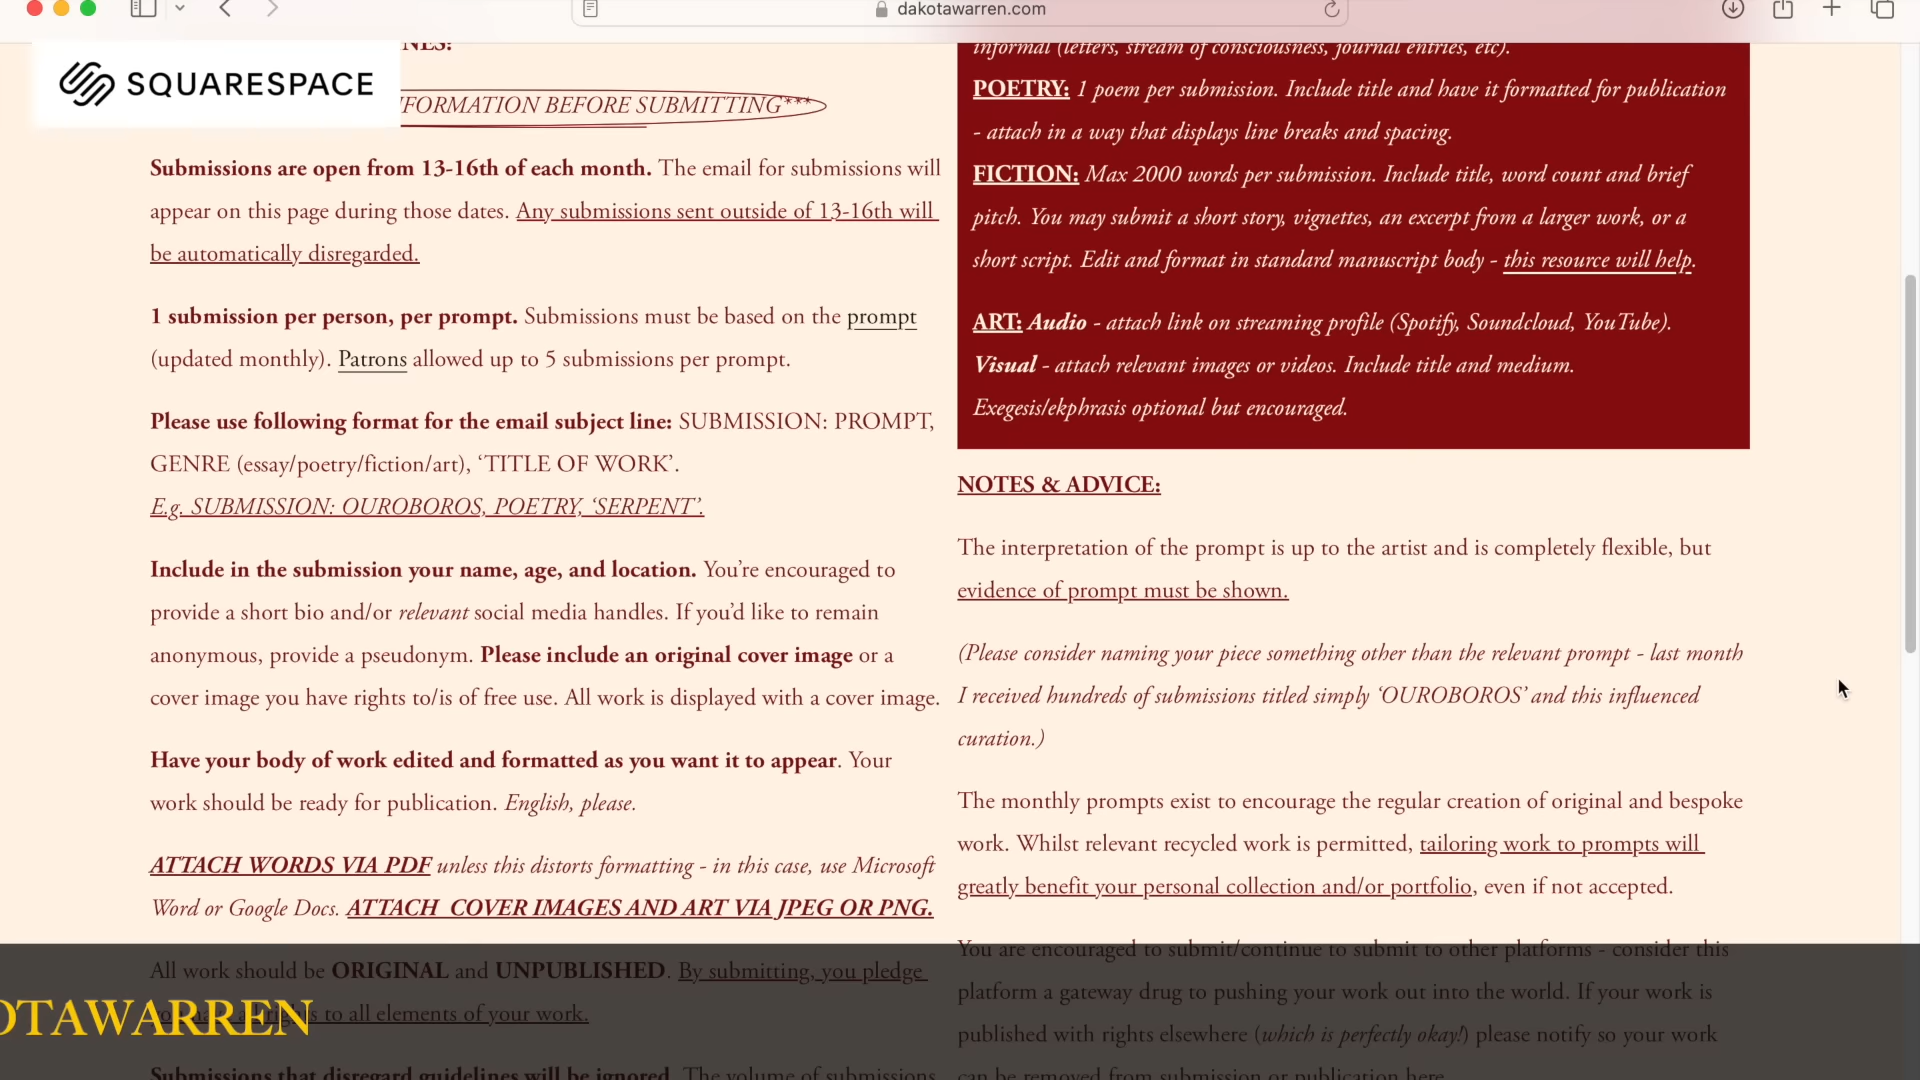 dakotawarren.com
NES:
SQUARESPACE
FORMATION BEFORE SUBMITTING***
Submissions are open from 13-16th of each month. The email for submissions will
appear on this page during those dates. Any submissions sent outside of 13-16th will
be automatically disregarded.
1 submission per person, per prompt. Submissions must be based on the prompt
(updated monthly). Patrons allowed up to 5 submissions per prompt.
Please use following format for the email subject line: SUBMISSION: PROMPT,
GENRE (essay/poetry/fiction/art), ‘TITLE OF WORK’.
E.g. SUBMISSION: OUROBOROS, POETRY, ‘SERPENT’.
Include in the submission your name, age, and location. You’re encouraged to
provide a short bio and/or relevant social media handles. If you’d like to remain
anonymous, provide a pseudonym. Please include an original cover image or a
cover image you have rights to/is of free use. All work is displayed with a cover image.
Have your body of work edited and formatted as you want it to appear. Your
work should be ready for publication. English, please.
ATTACH WORDS VIA PDF unless this distorts formatting - in this case, use Microsoft
Word or Google Docs. ATTACH COVER IMAGES AND ART VIA JPEG OR PNG.
All work should be ORIGINAL and UNPUBLISHED. By submitting, you pledge
to all elements of your work.
OTAWARREN
Submissions that disregard guidelines will be ignored. The volume of submissions
informal (letters, stream of consciousness, journal entries, etc).
POETRY: 1 poem per submission. Include title and have it formatted for publication
- attach in a way that displays line breaks and spacing.
FICTION: Max 2000 words per submission. Include title, word count and brief
pitch. You may submit a short story, vignettes, an excerpt from a larger work, or a
short script. Edit and format in standard manuscript body - this resource will help.
ART: Audio - attach link on streaming profile (Spotify, Soundcloud, YouTube).
Visual - attach relevant images or videos. Include title and medium.
Exegesis/ekphrasis optional but encouraged.
NOTES & ADVICE:
The interpretation of the prompt is up to the artist and is completely flexible, but
evidence of prompt must be shown.
(Please consider naming your piece something other than the relevant prompt - last month
I received hundreds of submissions titled simply ‘OUROBOROS’ and this influenced
curation.)
The monthly prompts exist to encourage the regular creation of original and bespoke
work. Whilst relevant recycled work is permitted, tailoring work to prompts will
greatly benefit your personal collection and/or portfolio, even if not accepted.
You are encouraged to submit/continue to submit to other platforms - consider this
platform a gateway drug to pushing your work out into the world. If your work is
published with rights elsewhere (which is perfectly okay!) please notify so your work
can be removed from submission or publication here.